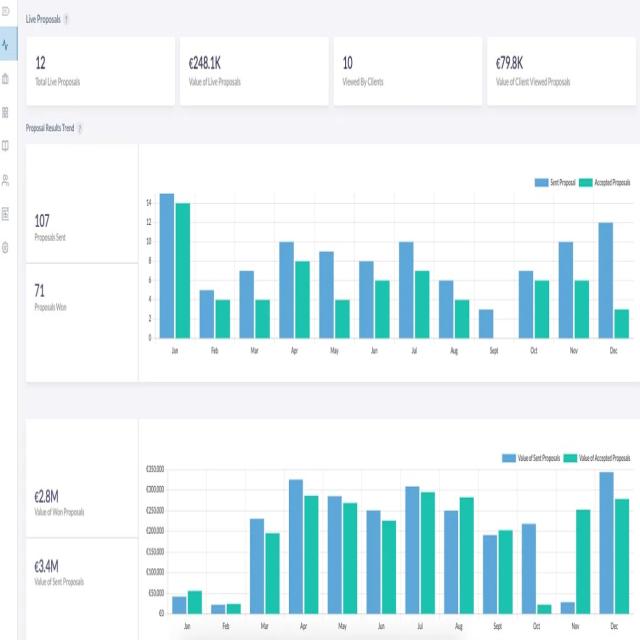 Live Proposals ?
12
Total Live Proposals
€248.1K
Value of Live Proposals
10
Viewed By Clients
€79.8K
Value of Client Viewed Proposals
Proposal Results Trend ?
107
Proposals Sent
71
Proposals Won
Sent Proposal Accepted Proposals
14
12
10
8
6
4
2
0
Jan Feb Mar Apr May Jun Jul Aug Sept Oct Nov Dec
€2.8M
Value of Won Proposals
€3.4M
Value of Sent Proposals
Value of Sent Proposals Value of Accepted Proposals
€350.000
€300.000
€250.000
€200.000
€150.000
€100.000
€50.000
€0
Jan Feb Mar Apr May Jun Jul Aug Sept Oct Nov Dec